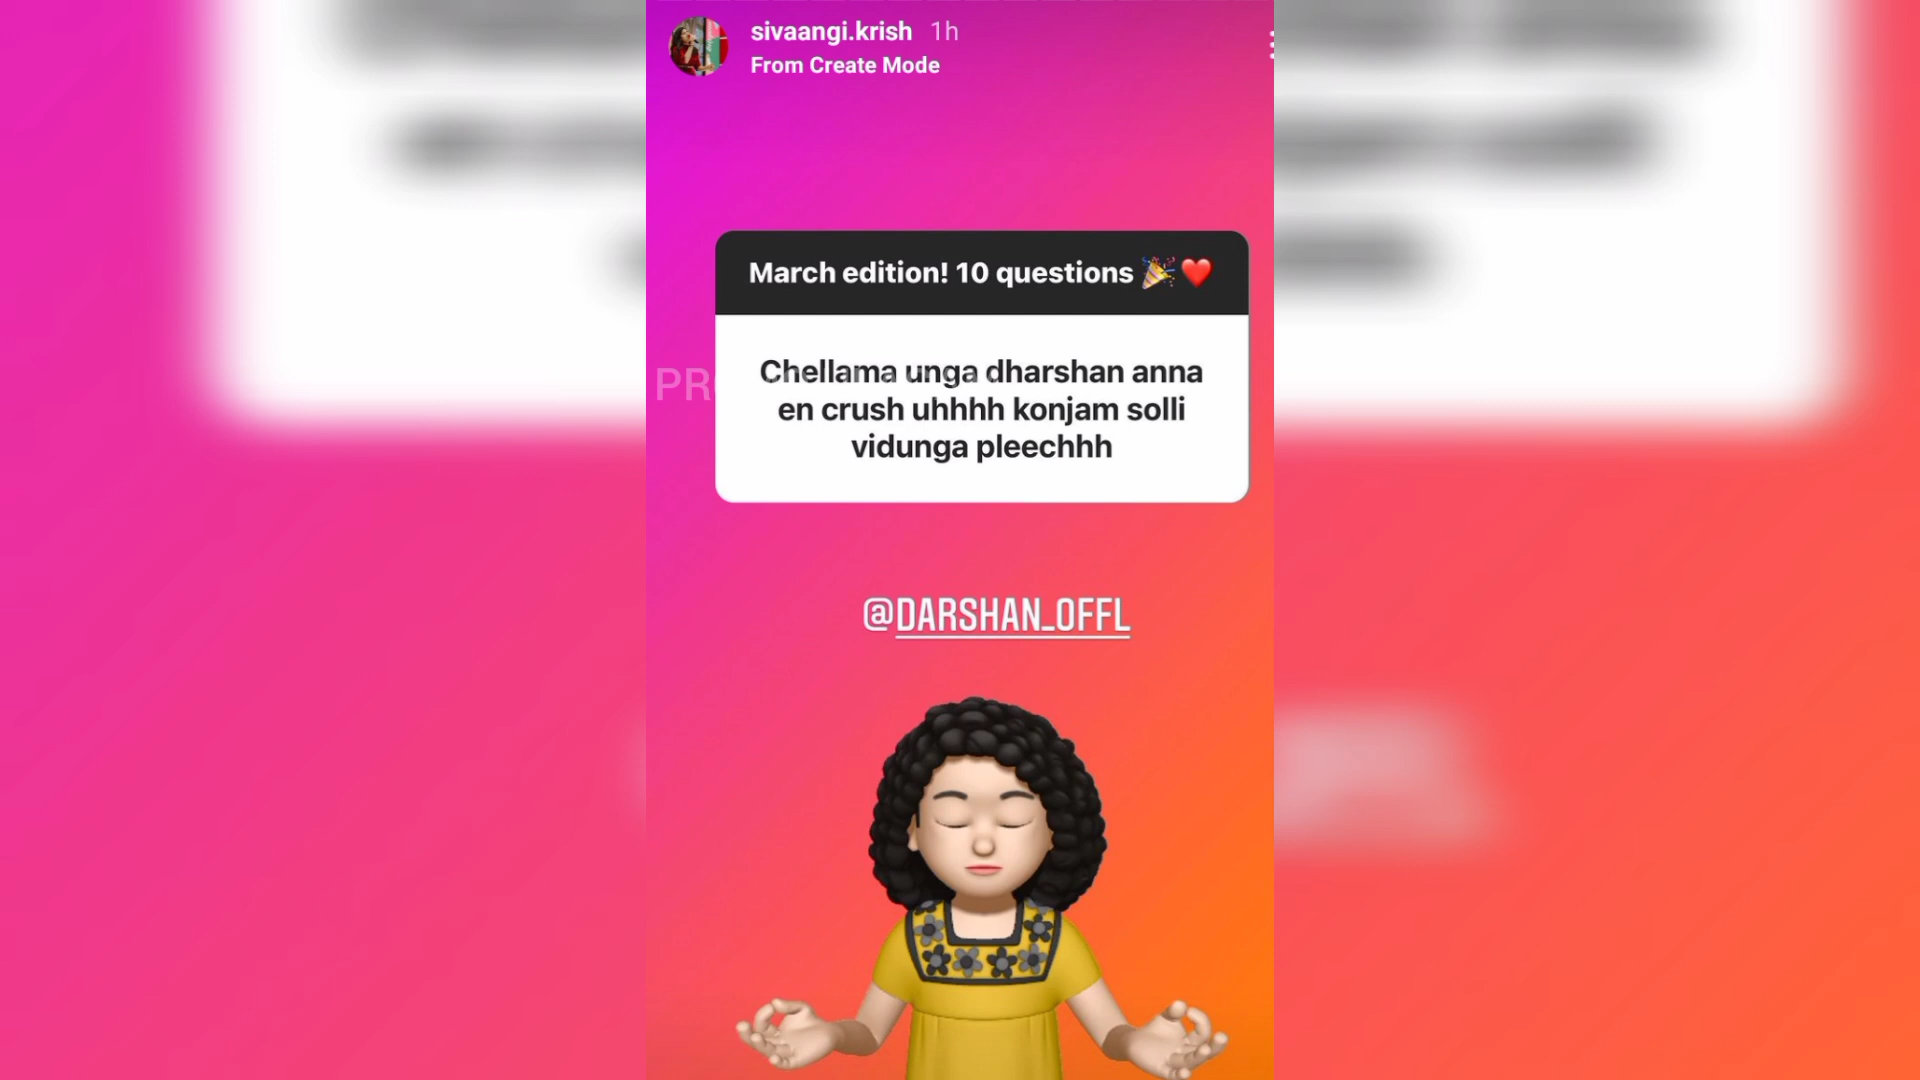 sivaangi.krish 1h
From Create Mode
March edition! 10 questions 🎉❤️
Chellama unga dharshan anna
en crush uhhhh konjam solli
vidunga pleechhh
@DARSHAN_OFFL